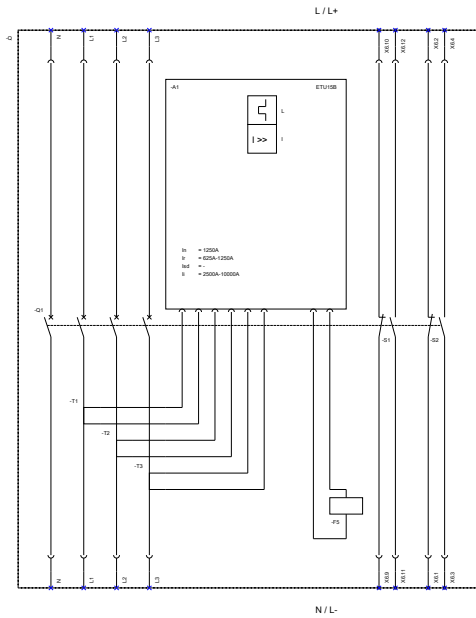 L / L+
-Q
N
L1
L2
L3
X6.10
X6.12
X6.2
X6.4
-A1
ETU15B
L
I >>
I
In = 1250A
Ir = 625A-1250A
Isd = -
Ii = 2500A-10000A
-Q1
-S1
-S2
-T1
-T2
-T3
-F5
N
L1
L2
L3
X6.9
X6.11
X6.1
X6.3
N / L-